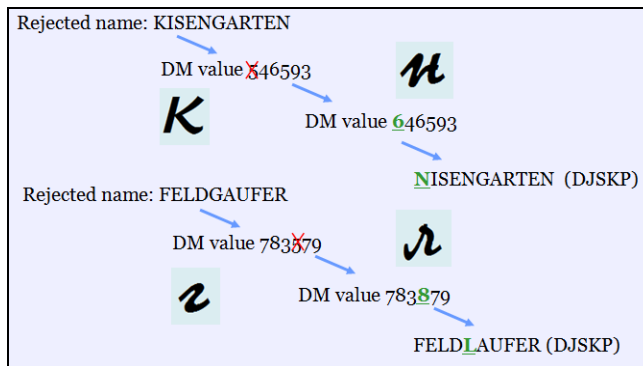 Rejected name: KISENGARTEN
DM value 546593
К
н
DM value 646593
NISENGARTEN (DJSKP)
Rejected name: FELDGAUFER
DM value 783579
г
л
DM value 783879
FELDLAUFER (DJSKP)